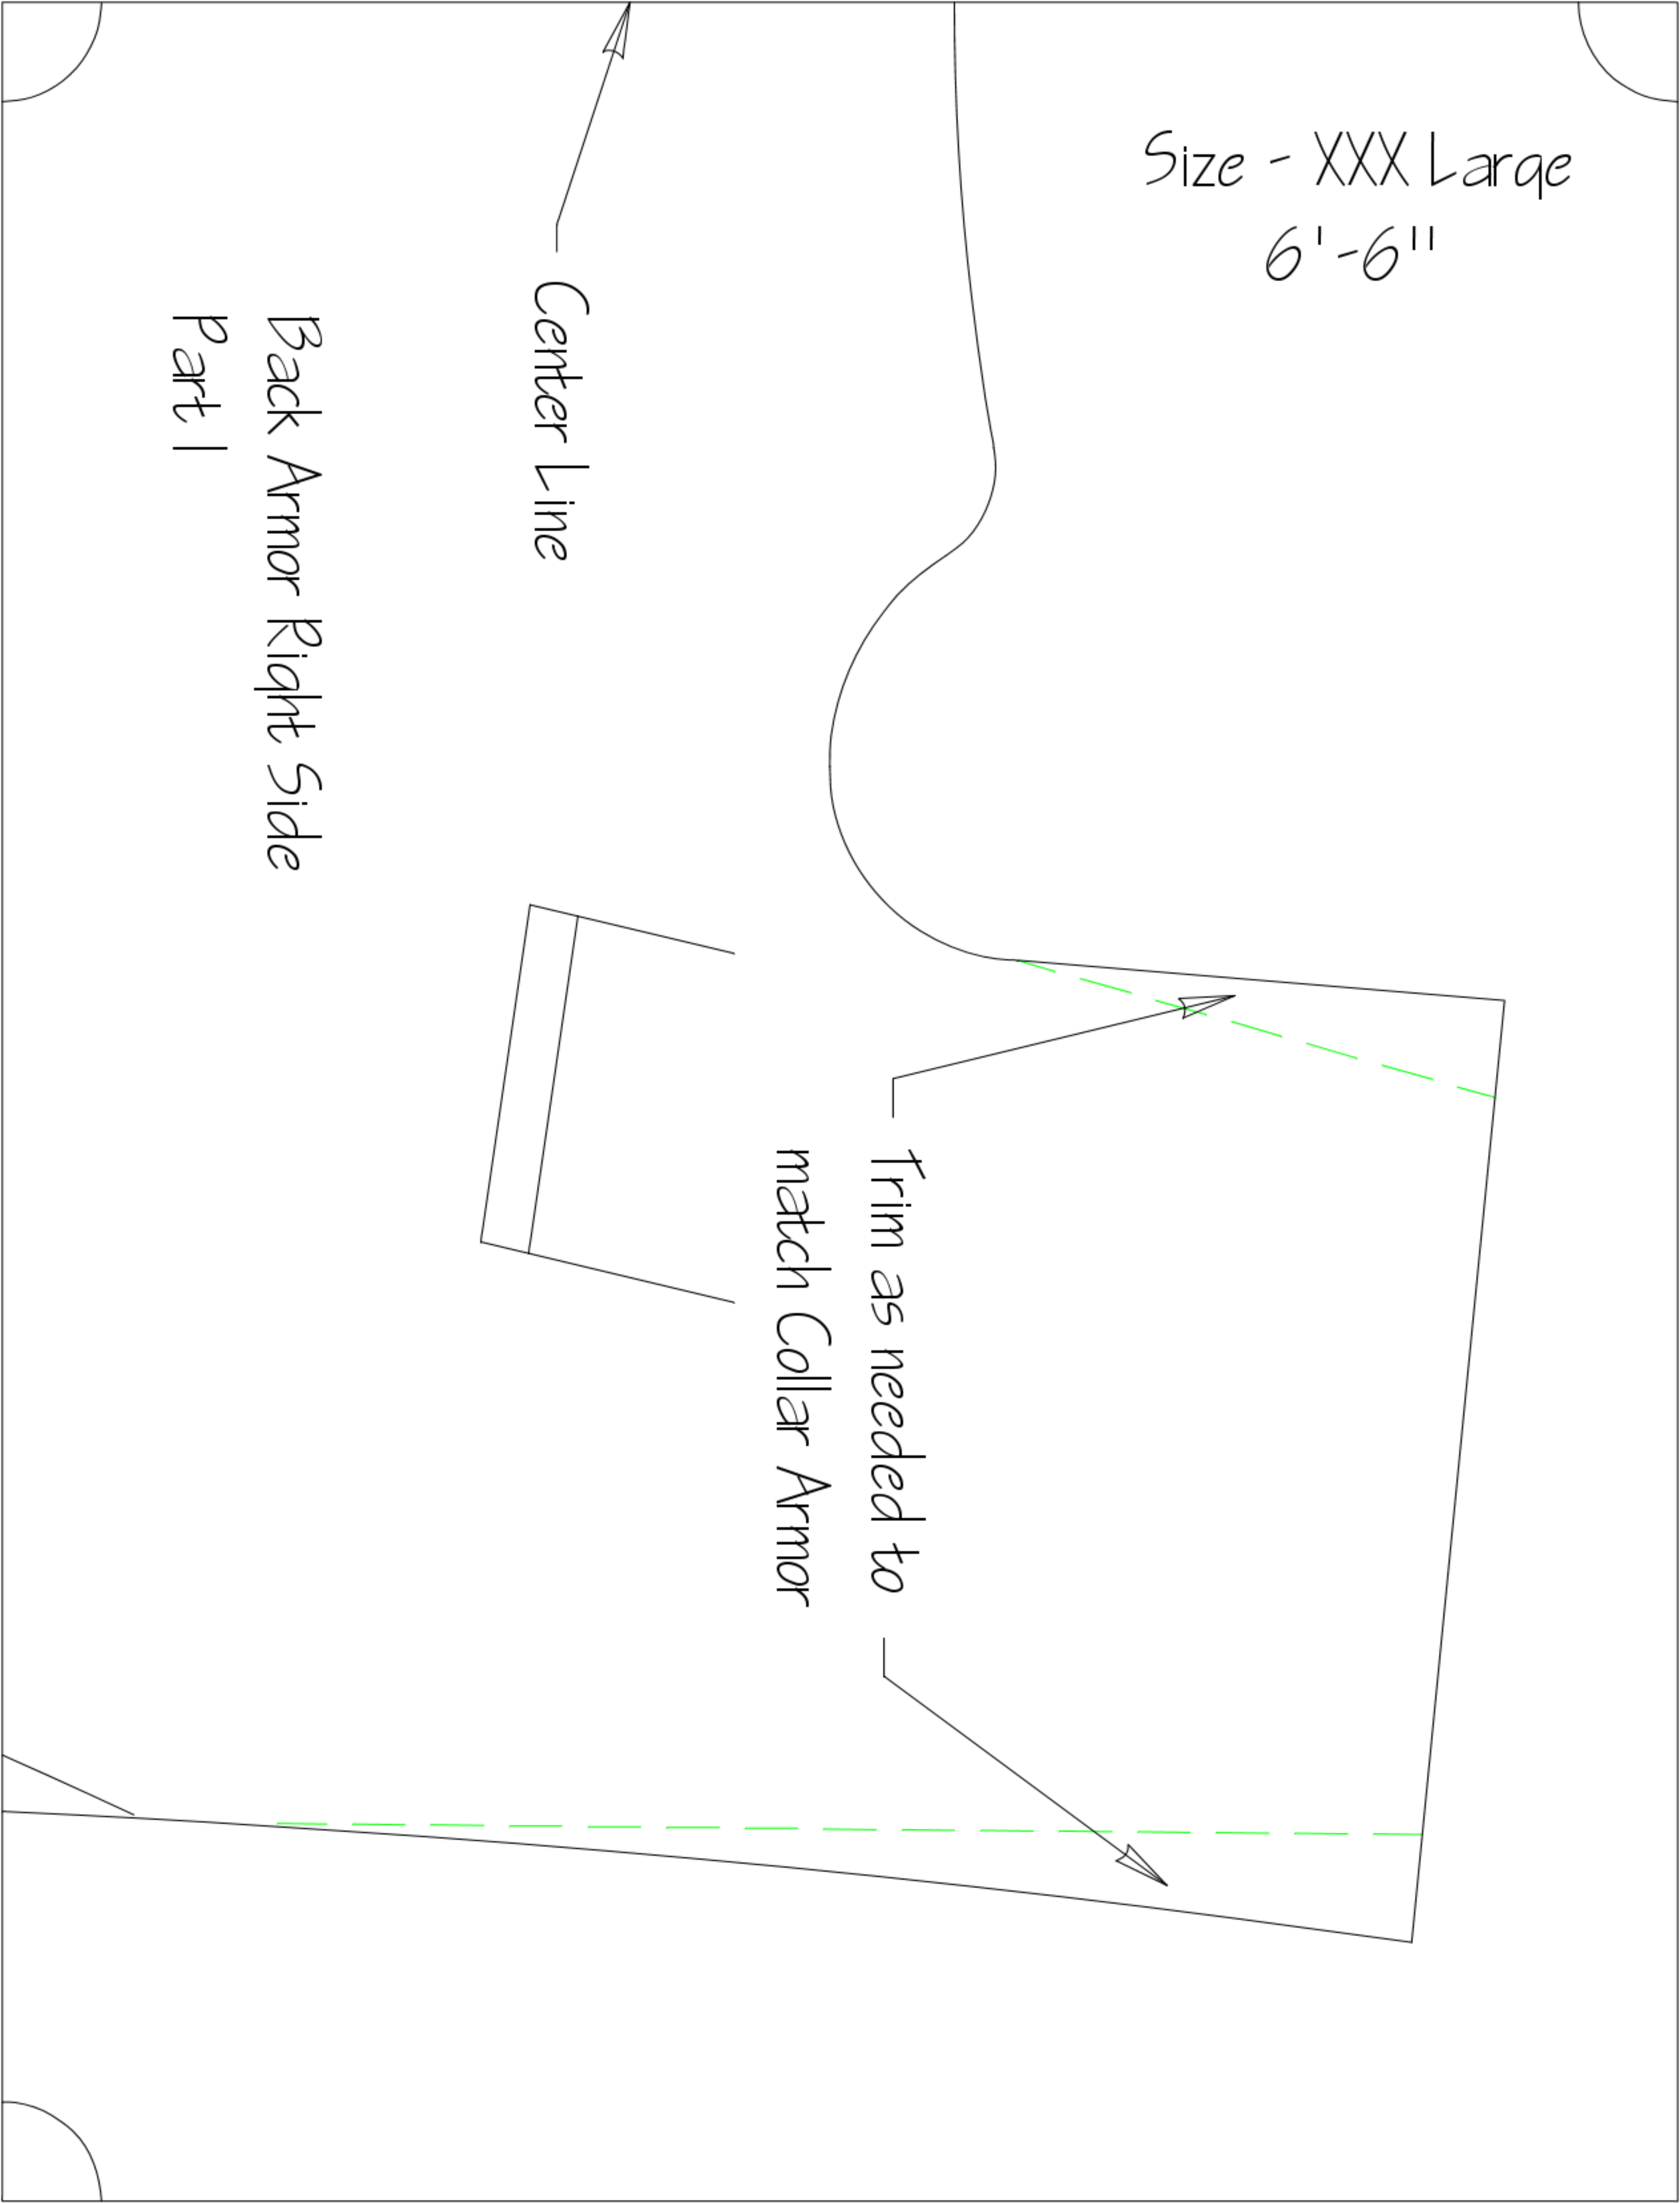 Size - XXX Large
6'-6"
Center Line
Back Armor Right Side
Part 1
Trim as needed to
match Collar Armor